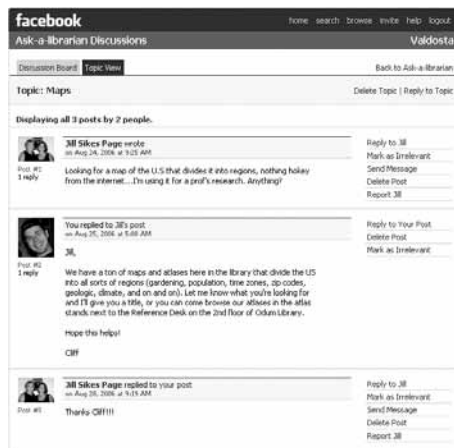 facebook
home search browse invite help logout
Ask-a-librarian Discussions
Valdosta
Discussion Board Topic View
Back to Ask-a-librarian
Topic: Maps
Delete Topic | Reply to Topic
Displaying all 3 posts by 2 people.
Jill Sikes Page wrote
on Aug 24, 2006 at 9:25 AM
Post #1
1 reply
Looking for a map of the U.S that divides it into regions, nothing hokey
from the internet....I'm using it for a prof's research. Anything?
Reply to Jill
Mark as Irrelevant
Send Message
Delete Post
Report Jill
You replied to Jill's post
on Aug 25, 2006 at 5:00 AM
Post #2
1 reply
Jill,
We have a ton of maps and atlases here in the library that divide the US
into all sorts of regions (gardening, population, time zones, zip codes,
geologic, climate, and on and on). Let me know what you're looking for
and I'll give you a title, or you can come browse our atlases in the atlas
stands next to the Reference Desk on the 2nd floor of Odum Library.
Hope this helps!
Cliff
Reply to Your Post
Delete Post
Mark as Irrelevant
Jill Sikes Page replied to your post
on Aug 28, 2006 at 9:15 AM
Post #3
Thanks Cliff!!!
Reply to Jill
Mark as Irrelevant
Send Message
Delete Post
Report Jill